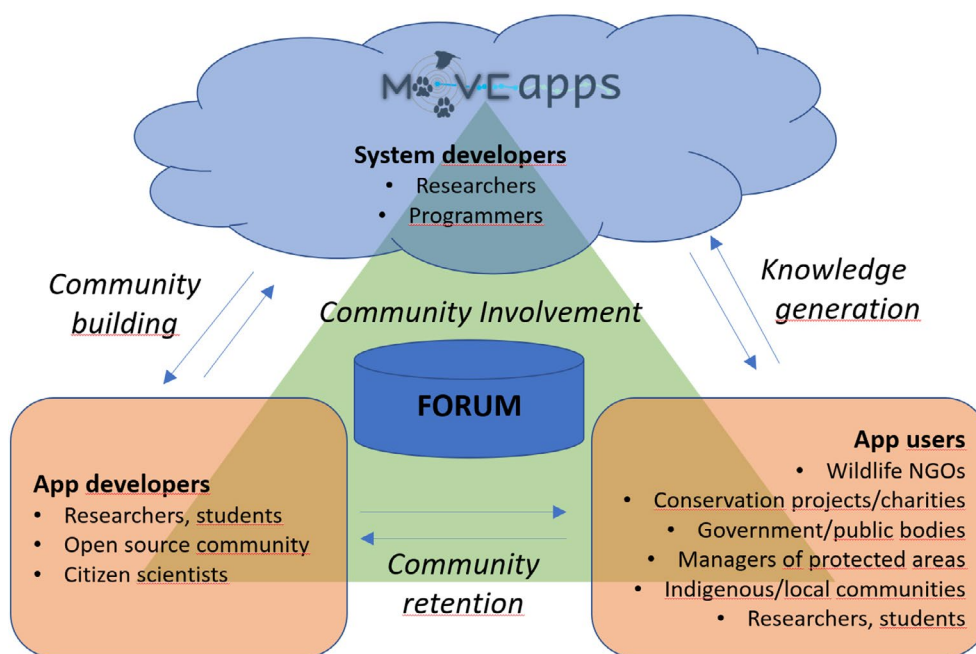 MOVE apps
System developers
• Researchers
• Programmers
Community
building
Knowledge
generation
Community Involvement
FORUM
App developers
• Researchers, students
• Open source community
• Citizen scientists
App users
• Wildlife NGOs
• Conservation projects/charities
• Government/public bodies
• Managers of protected areas
• Indigenous/local communities
• Researchers, students
Community
retention